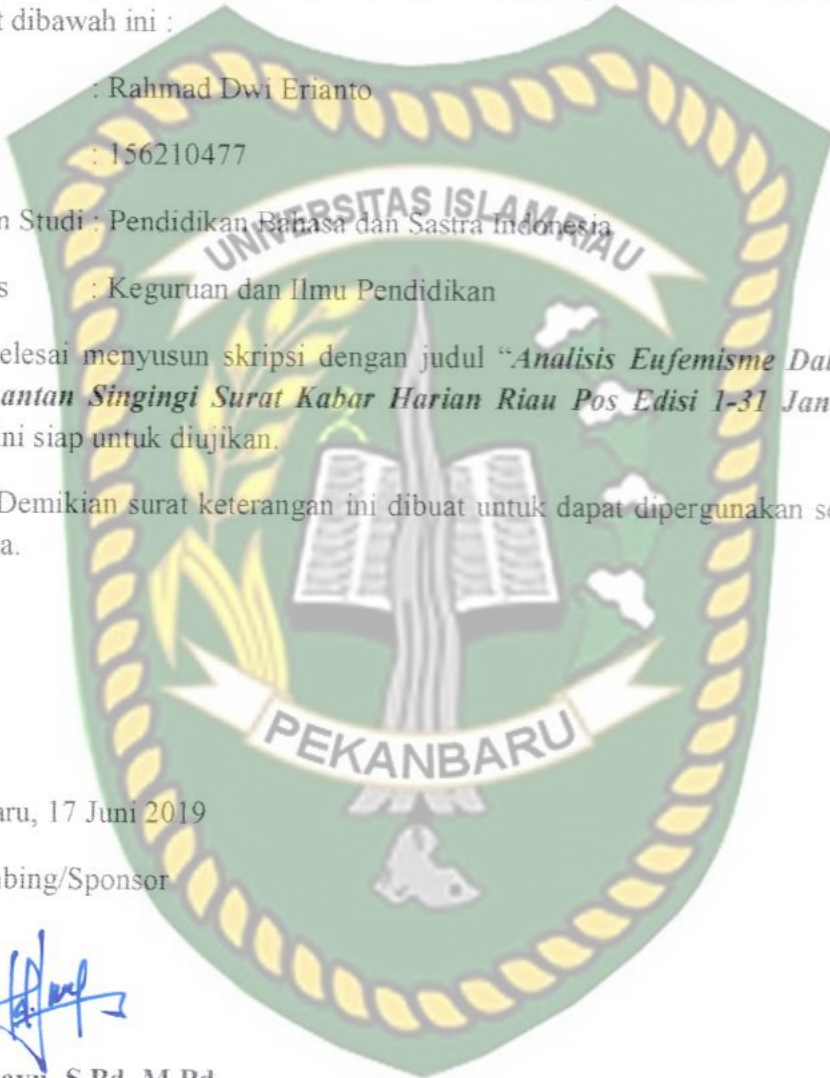 t dibawah ini :
: Rahmad Dwi Erianto
: 156210477
n Studi : Pendidikan Bahasa dan Sastra Indonesia
s : Keguruan dan Ilmu Pendidikan
elesai menyusun skripsi dengan judul “Analisis Eufemisme Dal
antan Singingi Surat Kabar Harian Riau Pos Edisi 1-31 Jan
ni siap untuk diujikan.
Demikian surat keterangan ini dibuat untuk dapat dipergunakan se
a.
aru, 17 Juni 2019
bing/Sponsor
S.Pd. M.Pd
UNIVERSITAS ISLAM RIAU
PEKANBARU